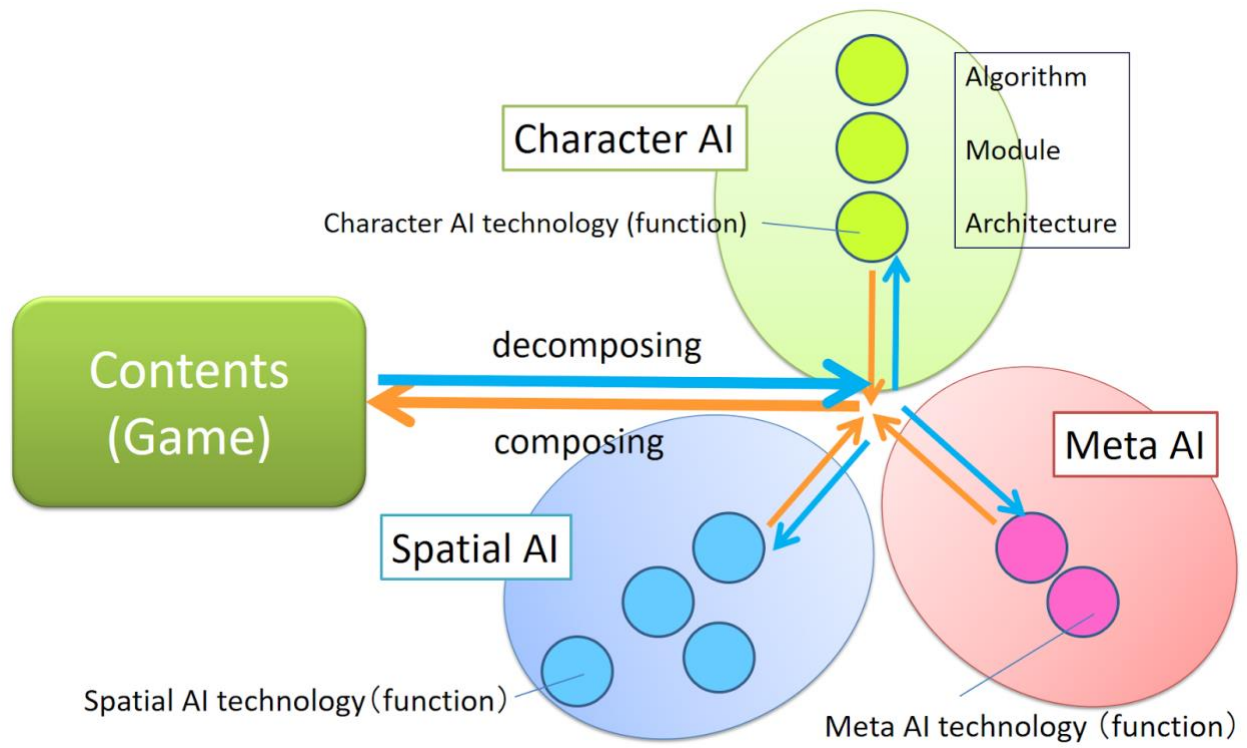 Algorithm
Character AI
Module
Character AI technology (function)
Architecture
decomposing
Contents
(Game)
composing
Meta AI
Spatial AI
Spatial AI technology（function）
Meta AI technology（function）